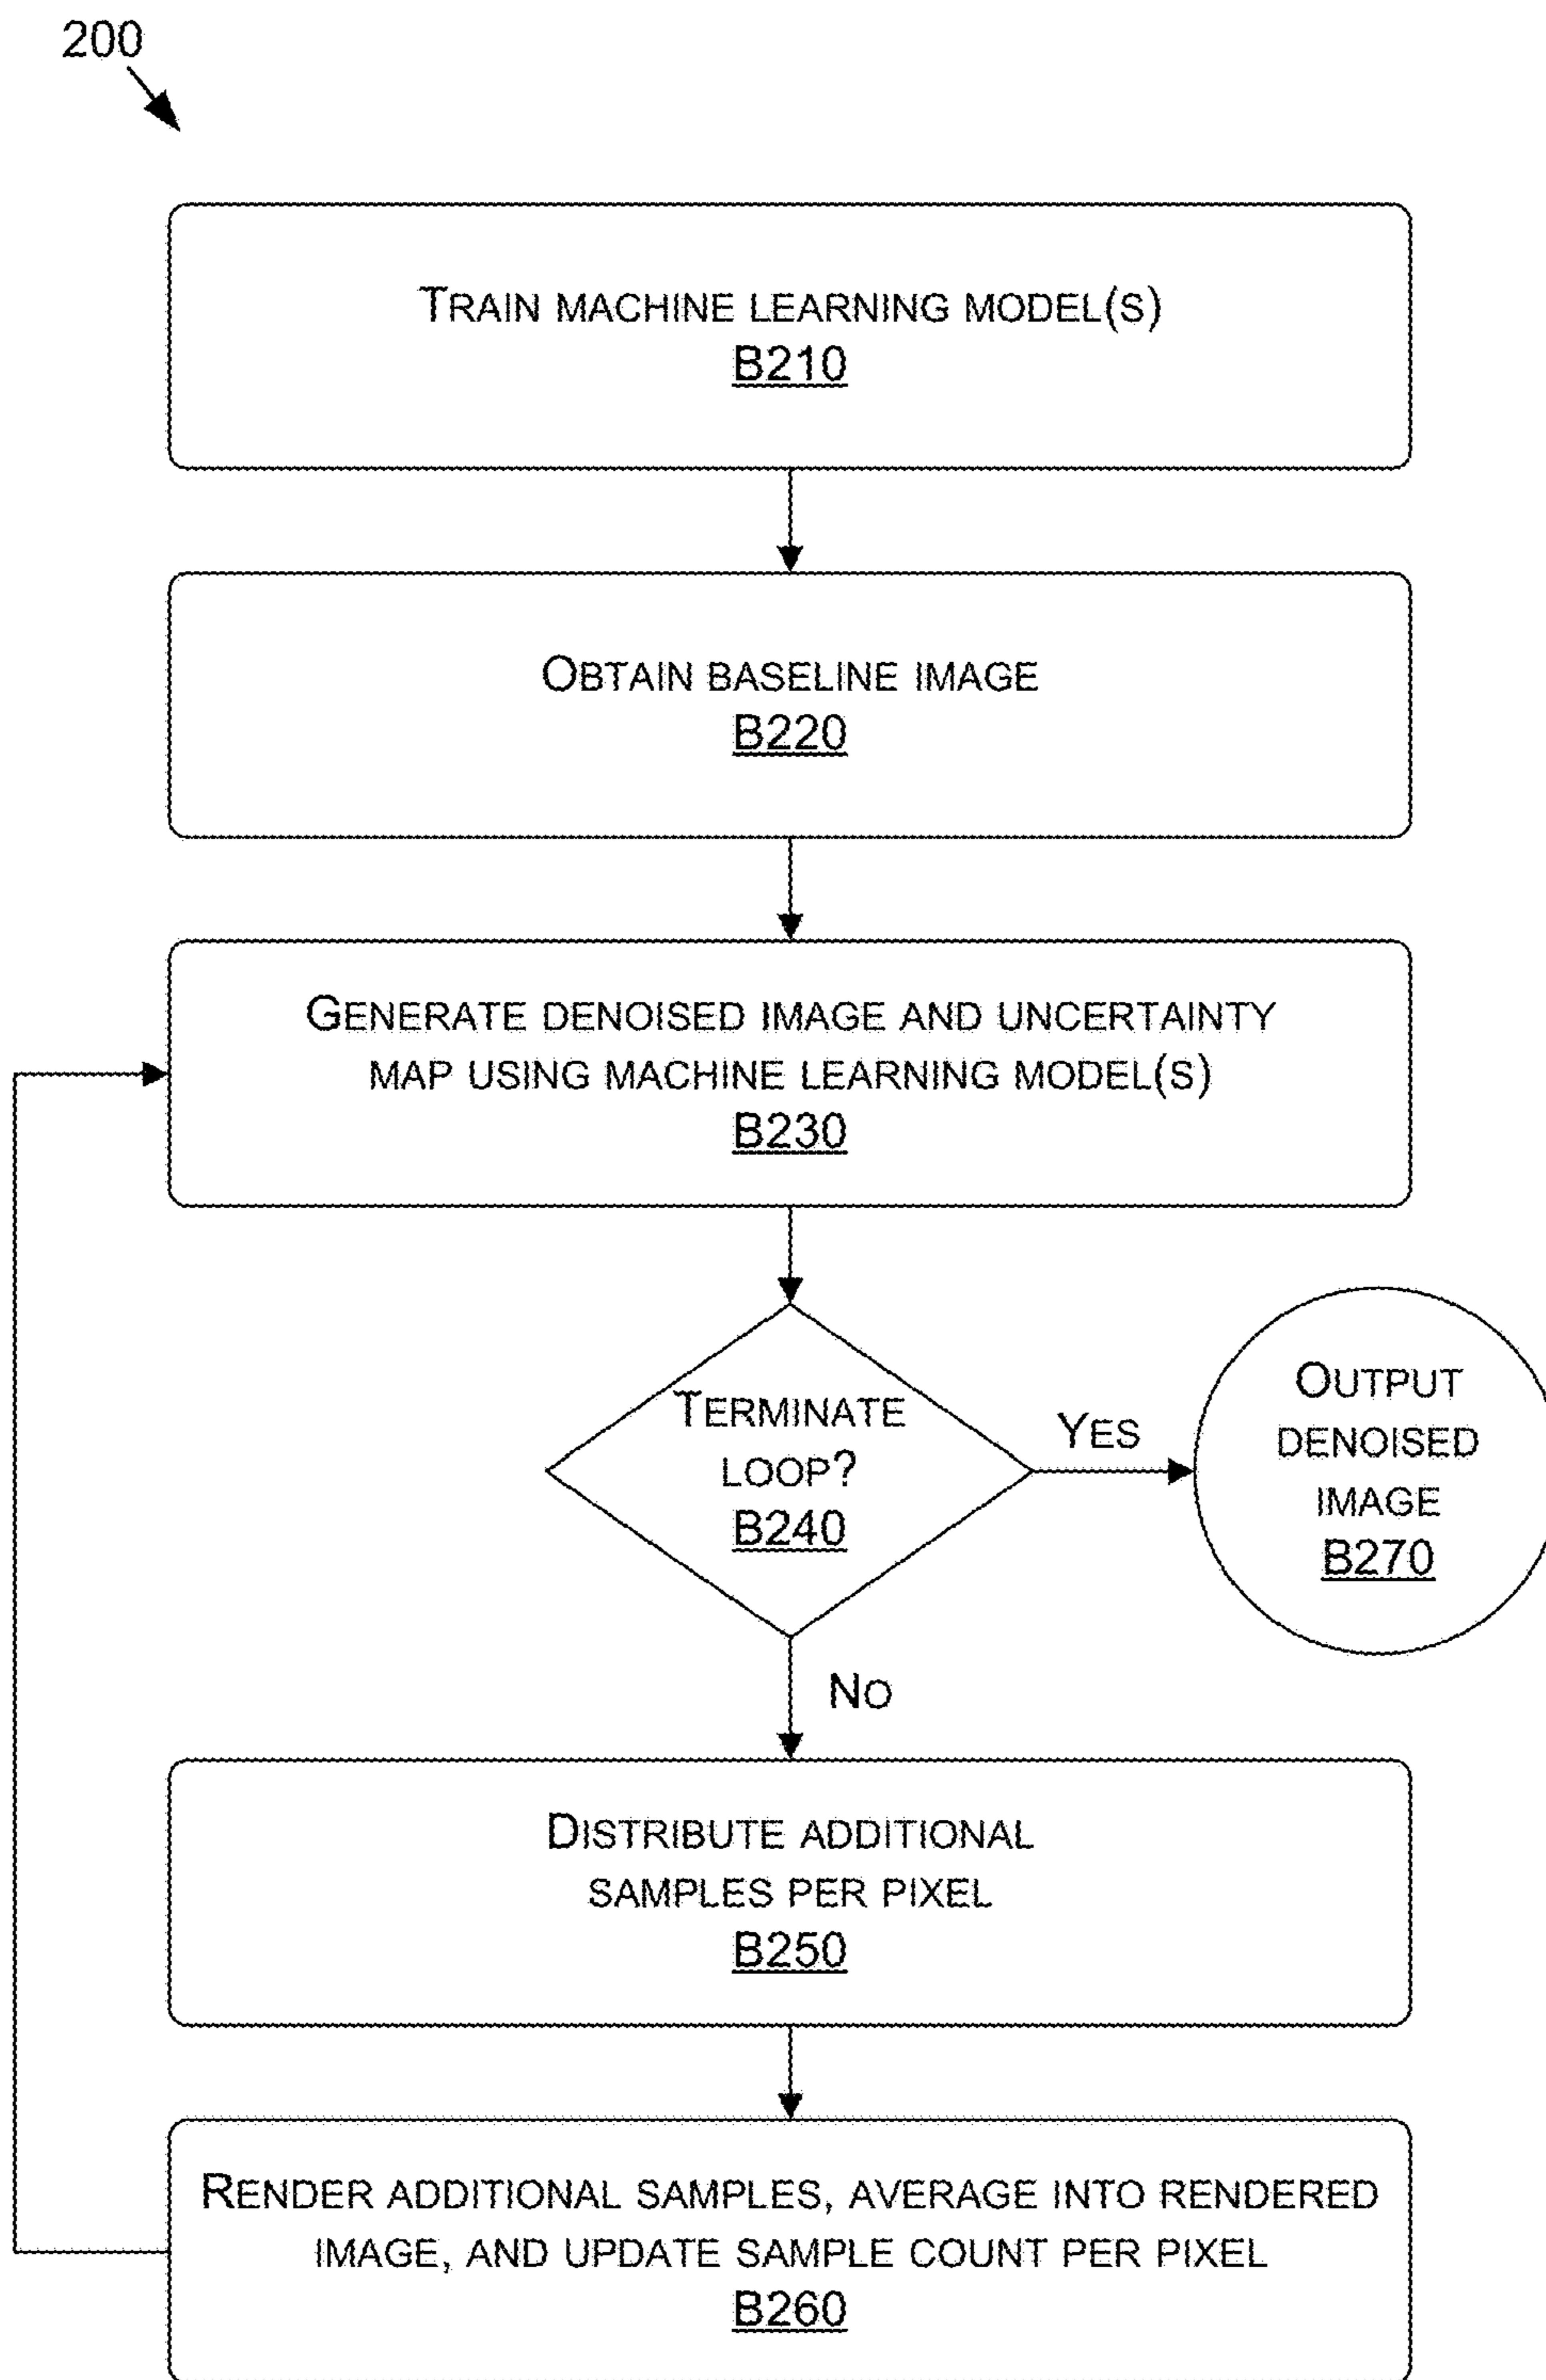 200
TRAIN MACHINE LEARNING MODEL(S)
B210
OBTAIN BASELINE IMAGE
B220
GENERATE DENOISED IMAGE AND UNCERTAINTY
MAP USING MACHINE LEARNING MODEL(S)
B230
TERMINATE
LOOP?
B240
YES
OUTPUT
DENOISED
IMAGE
B270
NO
DISTRIBUTE ADDITIONAL
SAMPLES PER PIXEL
B250
RENDER ADDITIONAL SAMPLES, AVERAGE INTO RENDERED
IMAGE, AND UPDATE SAMPLE COUNT PER PIXEL
B260